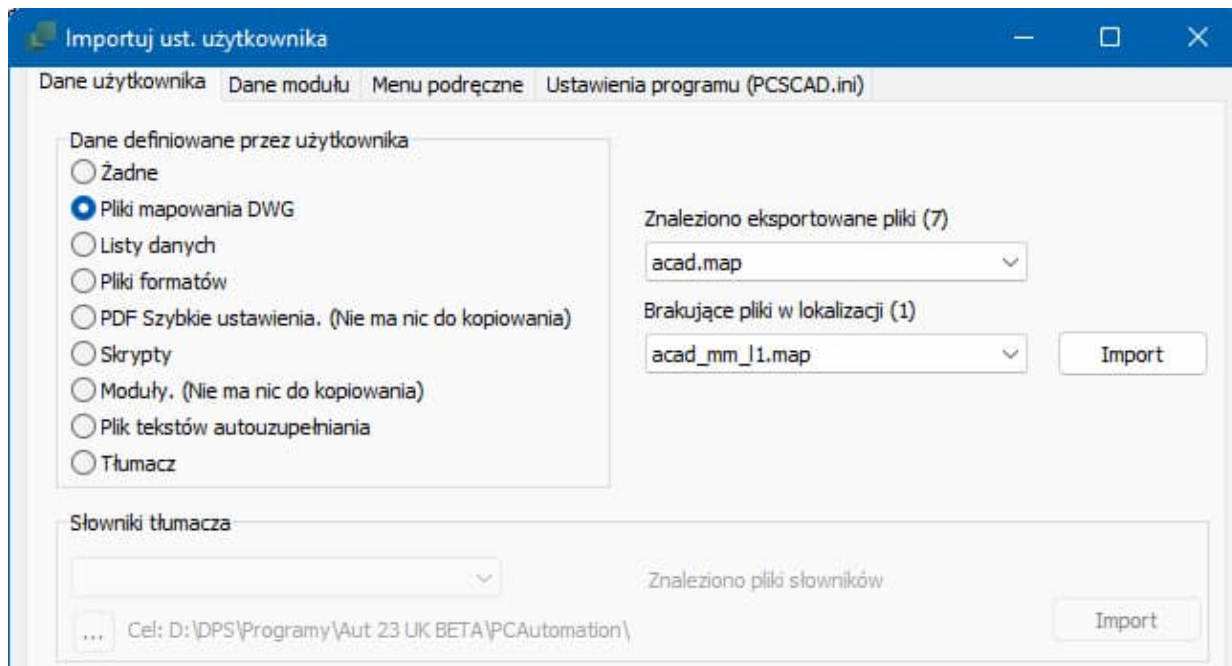 Importuj ust. użytkownika
Dane użytkownika Dane modułu Menu podręczne Ustawienia programu (PCSCAD.ini)
Dane definiowane przez użytkownika
Żadne
Pliki mapowania DWG
Listy danych
Pliki formatów
PDF Szybkie ustawienia. (Nie ma nic do kopiowania)
Skrypty
Moduły. (Nie ma nic do kopiowania)
Plik tekstów autouzupełniania
Tłumacz
Znaleziono eksportowane pliki (7)
acad.map
Brakujące pliki w lokalizacji (1)
acad_mm_l1.map
Import
Słowniki tłumacza
Znaleziono pliki słowników
... Cel: D:\DPS\Programy\Aut 23 UK BETA\PCAutomation\
Import